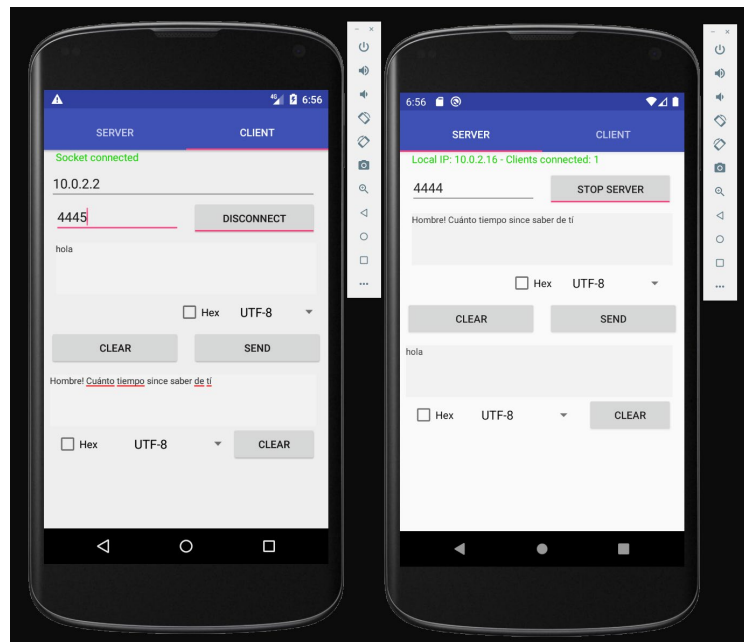 4G 6:56
SERVER CLIENT
Socket connected
10.0.2.2
4445 DISCONNECT
hola
Hex UTF-8
CLEAR SEND
Hombre! Cuánto tiempo since saber de tí
Hex UTF-8 CLEAR
6:56
SERVER CLIENT
Local IP: 10.0.2.16 - Clients connected: 1
4444 STOP SERVER
Hombre! Cuánto tiempo since saber de tí
Hex UTF-8
CLEAR SEND
hola
Hex UTF-8 CLEAR